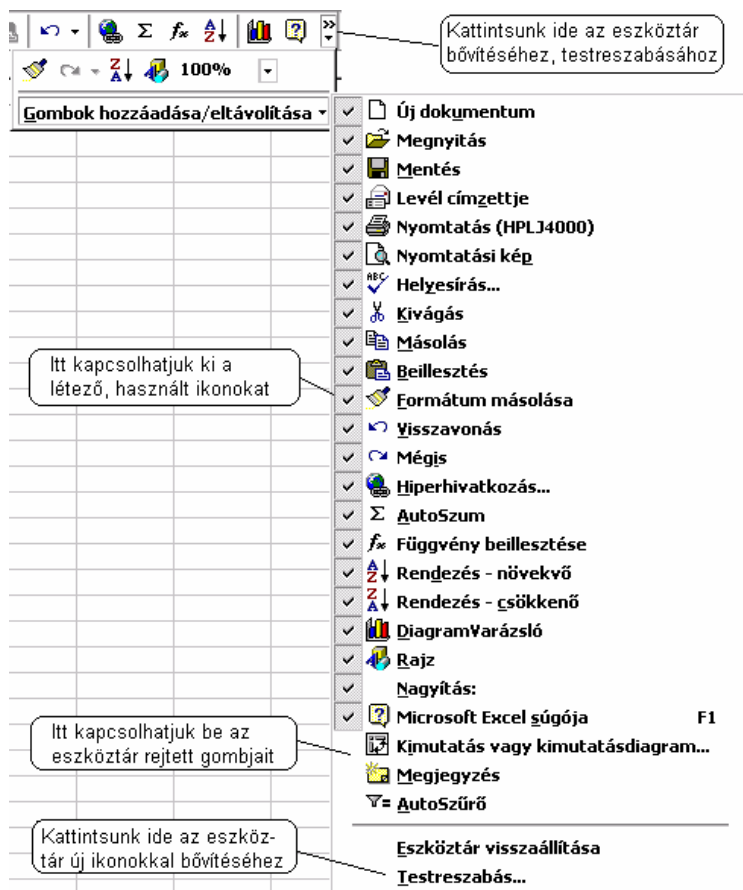 Kattintsunk ide az eszköztár
bővítéséhez, testreszabásához
100%
Gombok hozzáadása/eltávolítása
Új dokumentum
Megnyitás
Mentés
Levél címzettje
Nyomtatás (HPLJ4000)
Nyomtatási kép
Helyesírás...
Kivágás
Másolás
Itt kapcsolhatjuk ki a
létező, használt ikonokat
Beillesztés
Formátum másolása
Visszavonás
Mégis
Hiperhivatkozás...
Σ AutoSzum
Függvény beillesztése
Rendezés - növekvő
Rendezés - csökkenő
DiagramVarázsló
Rajz
Nagyítás:
Microsoft Excel súgója F1
Itt kapcsolhatjuk be az
eszköztár rejtett gombjait
Kimutatás vagy kimutatásdiagram...
Megjegyzés
AutoSzűrő
Kattintsunk ide az eszköz-
tár új ikonokkal bővítéséhez
Eszköztár visszaállítása
Testreszabás...